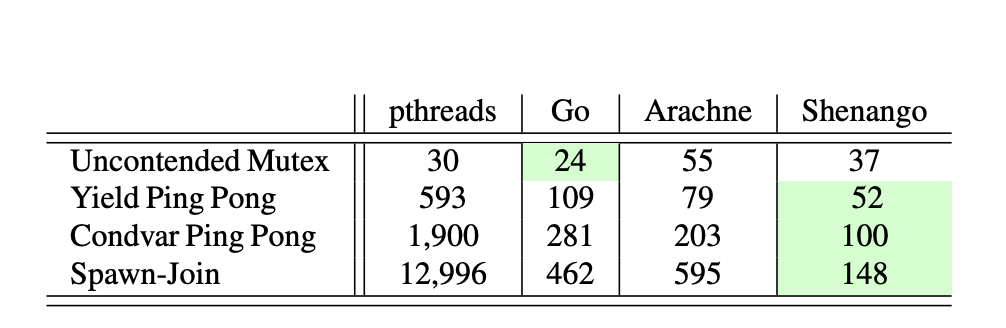 pthreads Go Arachne Shenango
Uncontended Mutex 30 24 55 37
Yield Ping Pong 593 109 79 52
Condvar Ping Pong 1,900 281 203 100
Spawn-Join 12,996 462 595 148